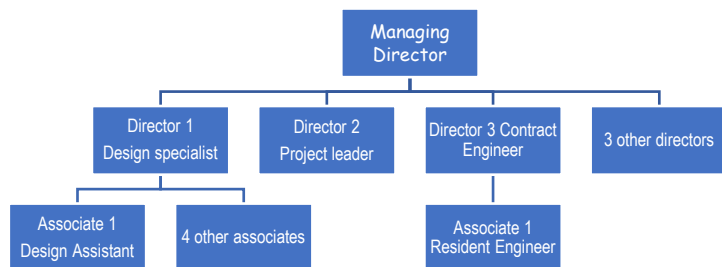 Managing
Director
Director 1
Design specialist
Director 2
Project leader
Director 3 Contract
Engineer
3 other directors
Associate 1
Design Assistant
4 other associates
Associate 1
Resident Engineer